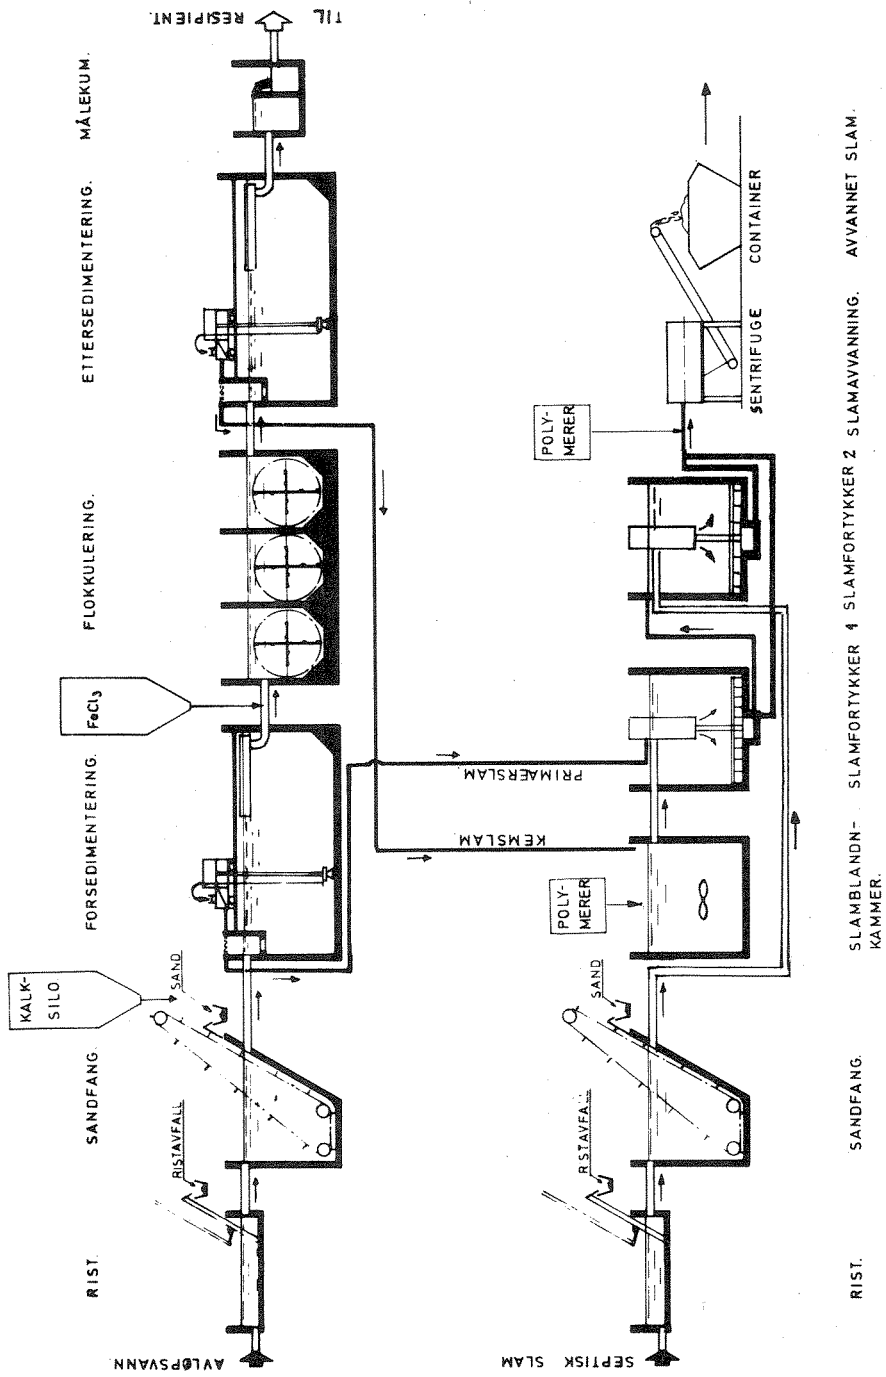 AVLØPSVANN.
RIST.
SANDFANG.
FORSEDIMENTERING.
FLOKKULERING.
ETTERSEDIMENTERING.
MÅLEKUM.
TIL
RESIPIENT.
RISTAVFALL
SAND
KALK-
SILO.
FeCl3
PRIMAERSLAM.
KEMSLAM
SEPTISK SLAM
RISTAVFALL
SAND
POLY-
MERER
POLY-
MERER
SENTRIFUGE
CONTAINER
RIST.
SANDFANG.
SLAMBLANDN-
KAMMER.
SLAMFORTYKKER 1
SLAMFORTYKKER 2
SLAMAVVANNING.
AVVANNET SLAM.